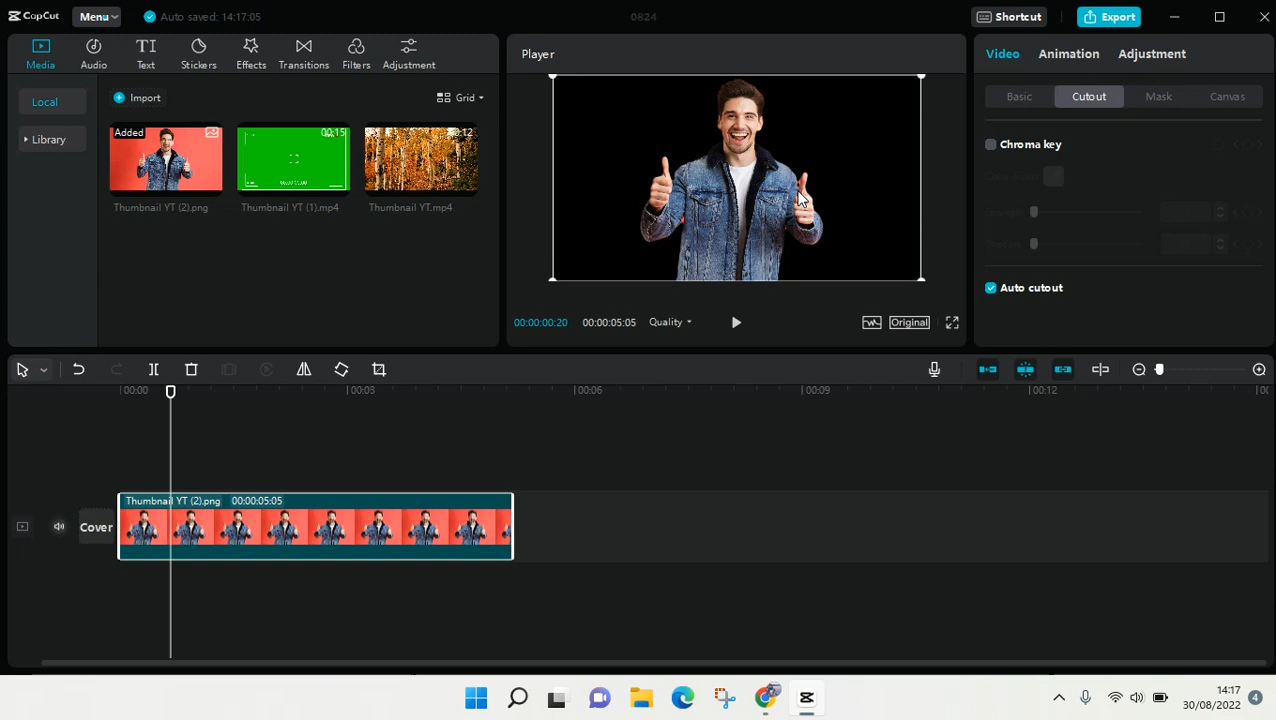 CapCut Menu Auto saved: 14:17:05 0824 Shortcut Export
Media Audio Text Stickers Effects Transitions Filters Adjustment
Player
Video Animation Adjustment
Local
Library
Import
Grid
Basic Cutout Mask Canvas
Added
00:15
00:12
Thumbnail YT (2).png Thumbnail YT (1).mp4 Thumbnail YT.mp4
Chroma key
Auto cutout
00:00:00:20 00:00:05:05 Quality Original
00:00 00:03 00:06 00:09 00:12
Thumbnail YT (2).png 00:00:05:05
Cover
14:17
30/08/2022
4